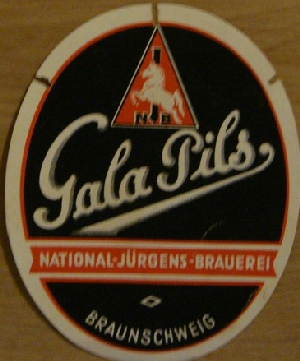 N J B
Gala Pils
NATIONAL-JÜRGENS-BRAUEREI
BRAUNSCHWEIG